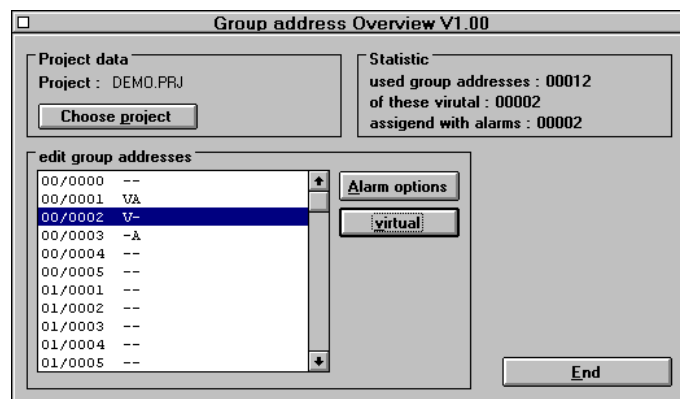 Group address Overview V1.00
Project data
Project : DEMO.PRJ
Choose project
Statistic
used group addresses : 00012
of these virutal : 00002
assigend with alarms : 00002
edit group addresses
00/0000 --
00/0001 VA
00/0002 V-
00/0003 -A
00/0004 --
00/0005 --
01/0001 --
01/0002 --
01/0003 --
01/0004 --
01/0005 --
Alarm options
virtual
End